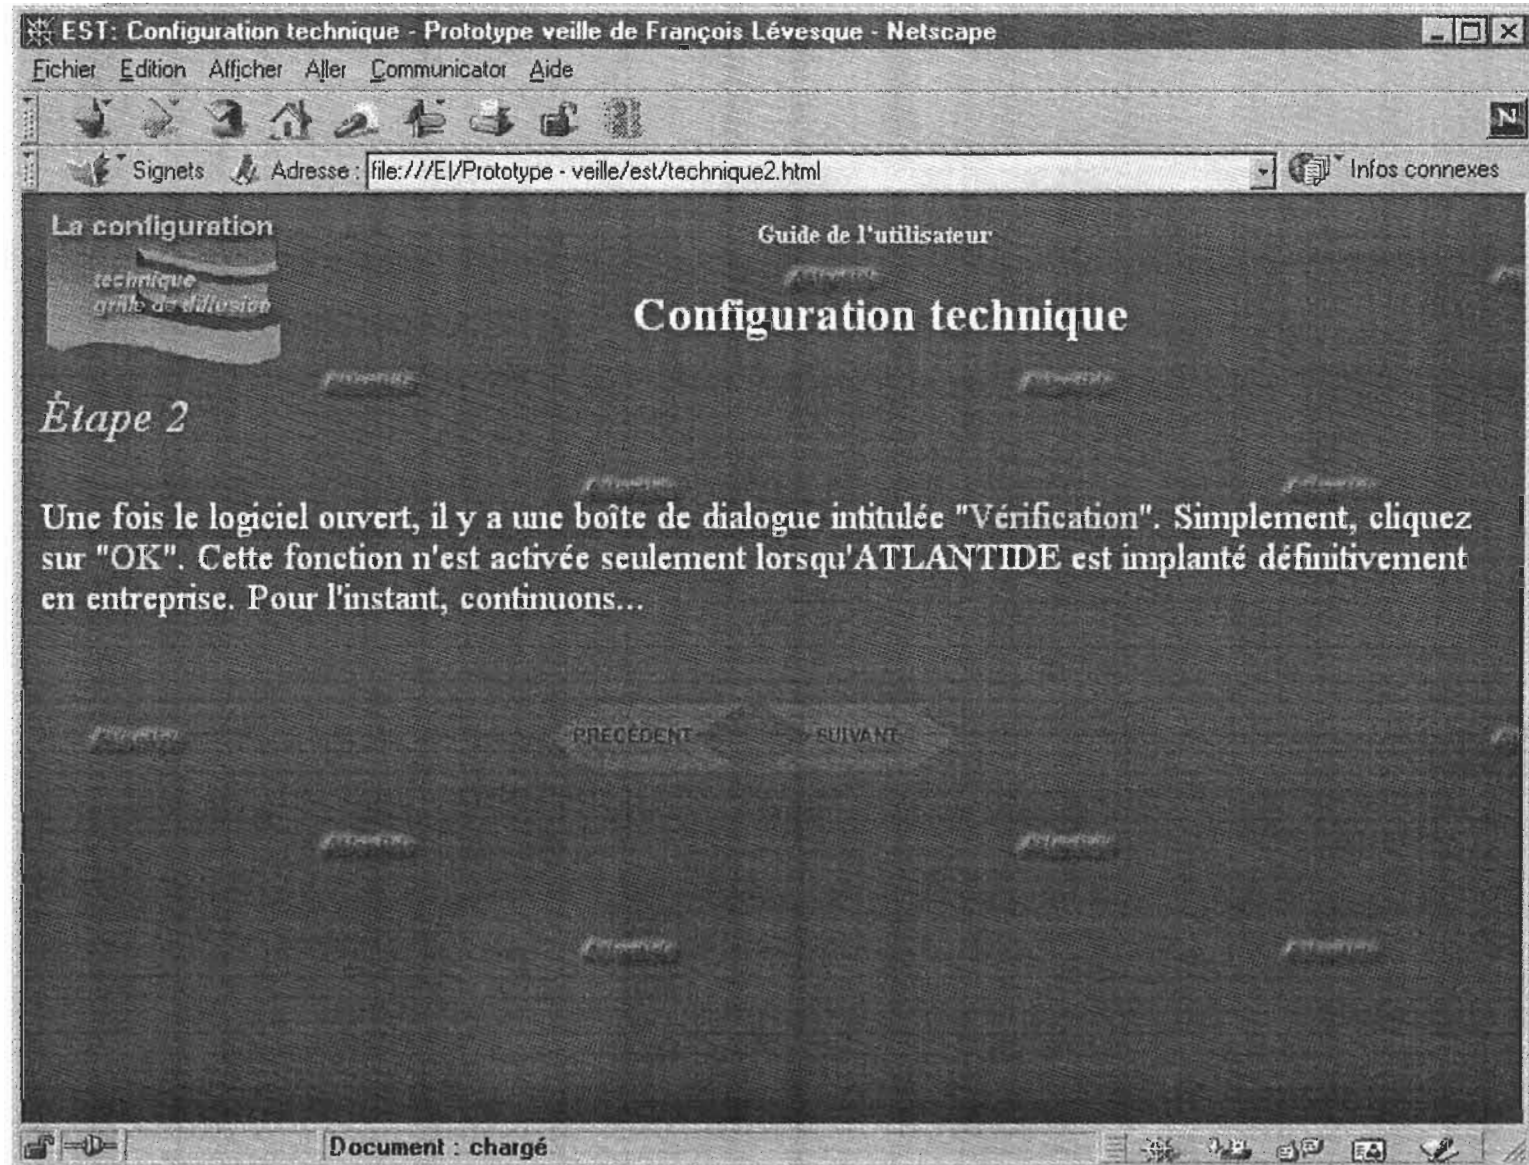 EST: Configuration technique - Prototype veille de François Lévesque - Netscape
Fichier Edition Afficher Aller Communicator Aide
N
Signets Adresse : file:///E|/Prototype - veille/est/technique2.html Infos connexes
La configuration
technique
grille de diffusion
Guide de l'utilisateur
Configuration technique
Étape 2
Une fois le logiciel ouvert, il y a une boîte de dialogue intitulée "Vérification". Simplement, cliquez
sur "OK". Cette fonction n'est activée seulement lorsqu'ATLANTIDE est implanté définitivement
en entreprise. Pour l'instant, continuons...
PRÉCÉDENT SUIVANT
Document : chargé